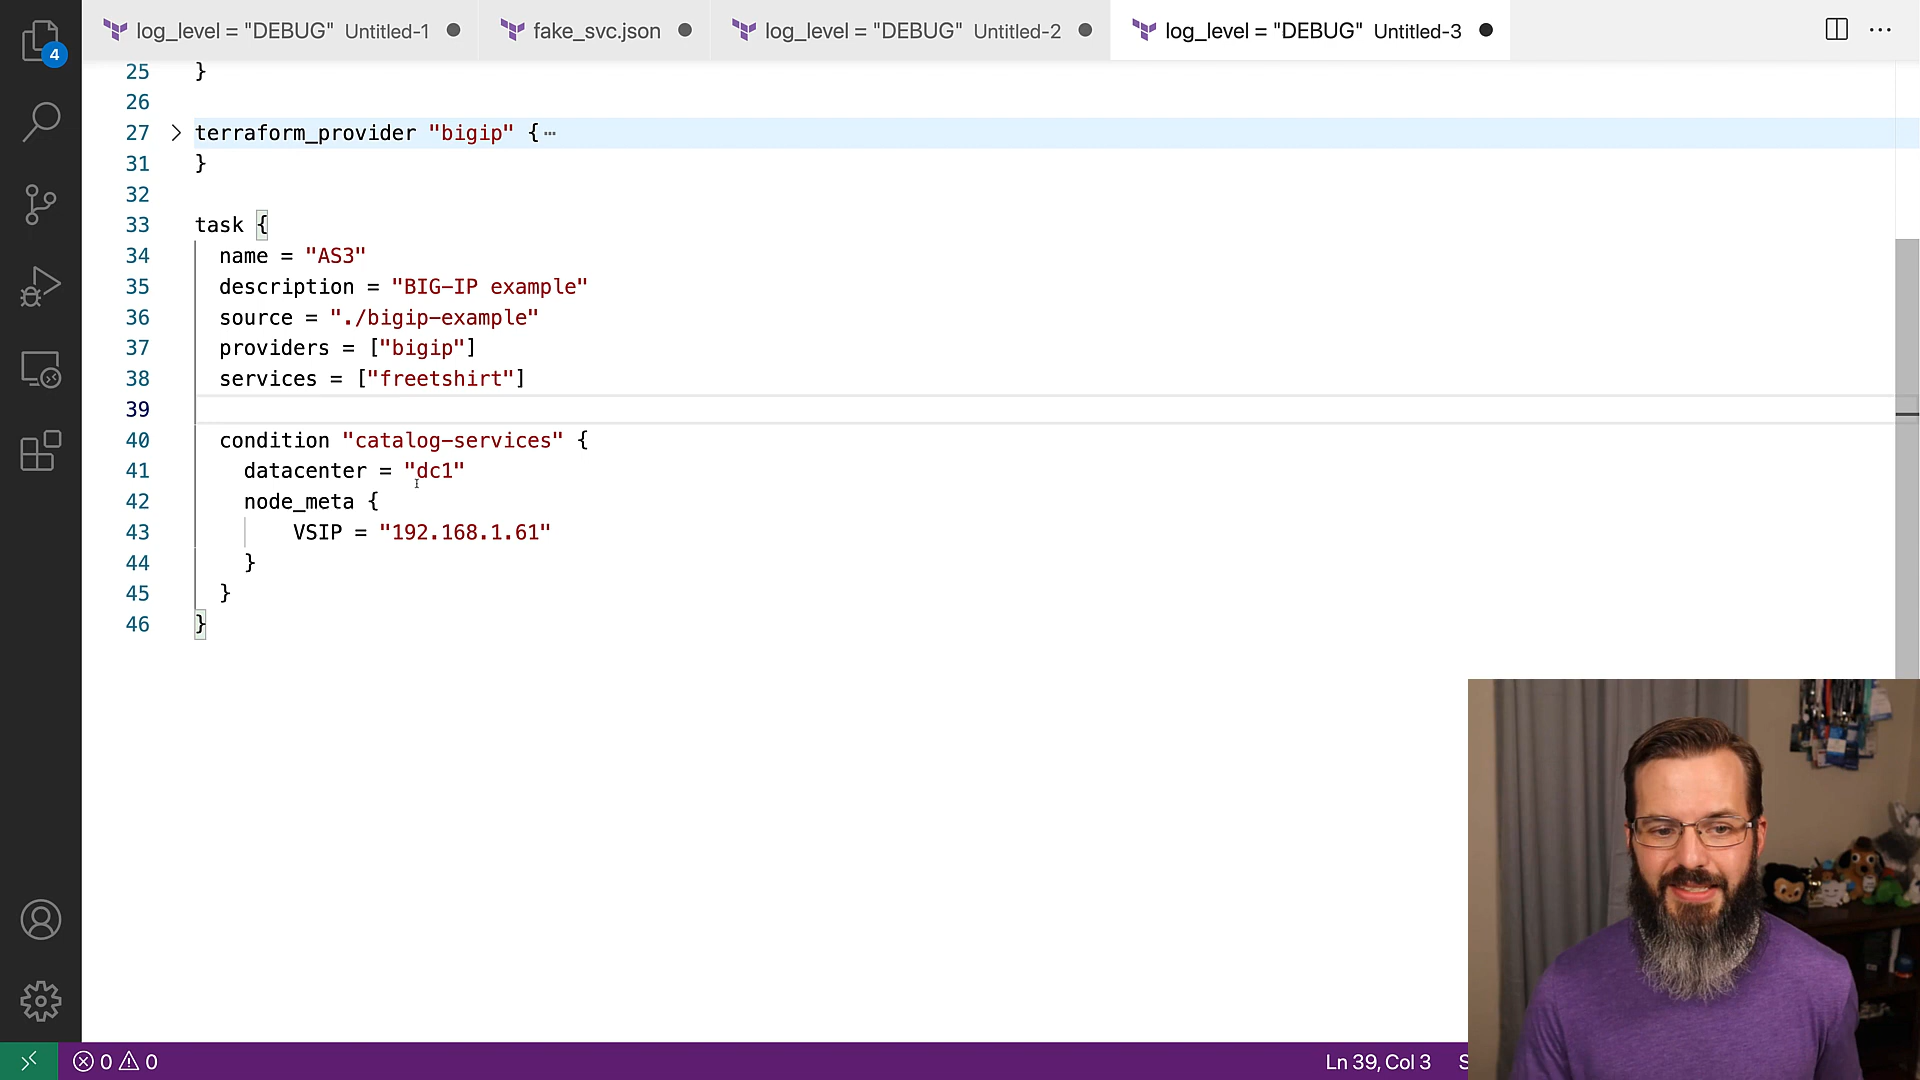 log_level = "DEBUG" Untitled-1
fake_svc.json
log_level = "DEBUG" Untitled-2
log_level = "DEBUG" Untitled-3
4
25 }
26
27 terraform_provider "bigip" {
31 }
32
33 task {
34 name = "AS3"
35 description = "BIG-IP example"
36 source = "./bigip-example"
37 providers = ["bigip"]
38 services = ["freetshirt"]
39
40 condition "catalog-services" {
41 datacenter = "dc1"
42 node_meta {
43 VSIP = "192.168.1.61"
44 }
45 }
46 }
0 0
Ln 39, Col 3